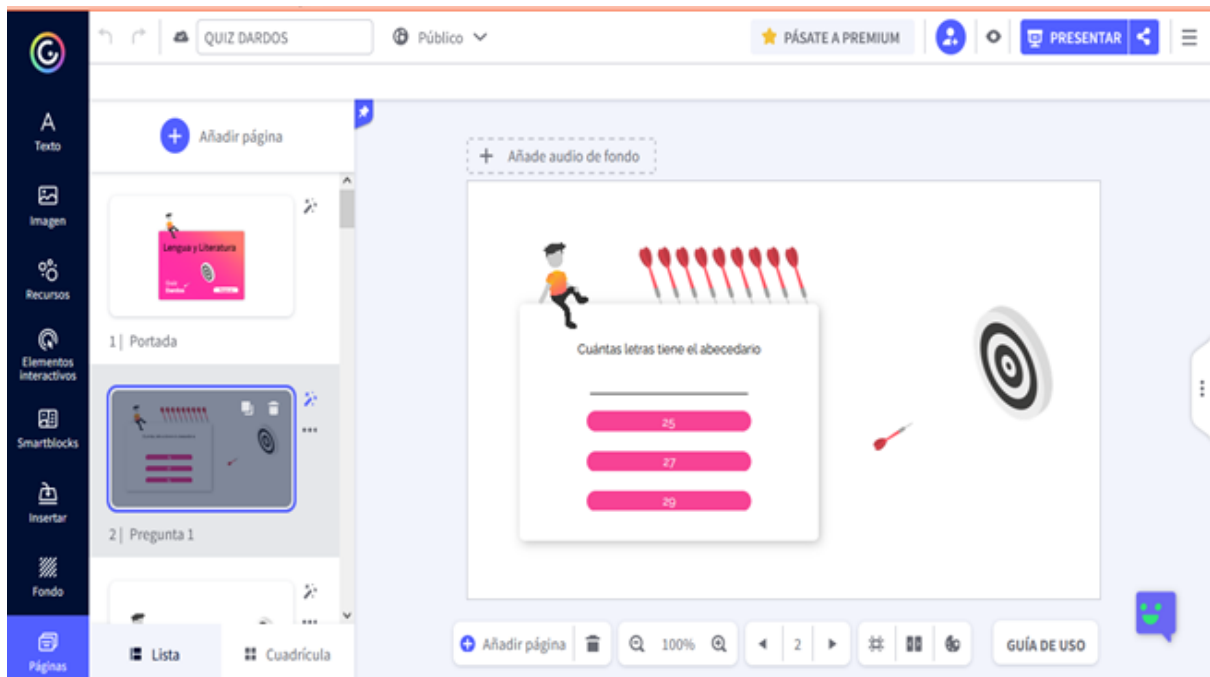 QUIZ DARDOS
Público
PÁSATE A PREMIUM
PRESENTAR
A
Texto
Imagen
Recursos
Elementos
interactivos
Smartblocks
Insertar
Fondo
Páginas
Añadir página
Lengua y Literatura
Dardos
1 | Portada
2 | Pregunta 1
Lista
Cuadrícula
Añade audio de fondo
Cuántas letras tiene el abecedario
25
27
29
Añadir página
100%
2
GUÍA DE USO